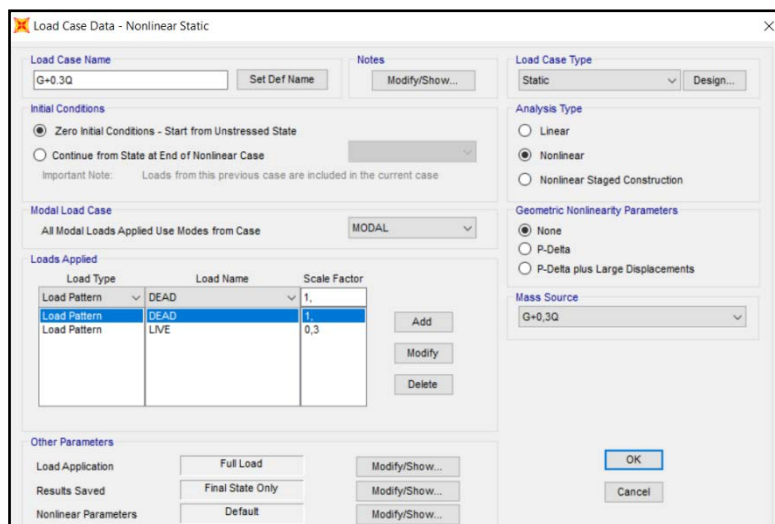 Load Case Data - Nonlinear Static
Load Case Name
G+0.3Q
Set Def Name
Notes
Modify/Show...
Load Case Type
Static
Design...
Initial Conditions
Zero Initial Conditions - Start from Unstressed State
Continue from State at End of Nonlinear Case
Important Note: Loads from this previous case are included in the current case
Analysis Type
Linear
Nonlinear
Nonlinear Staged Construction
Modal Load Case
All Modal Loads Applied Use Modes from Case
MODAL
Geometric Nonlinearity Parameters
None
P-Delta
P-Delta plus Large Displacements
Loads Applied
Load Type Load Name Scale Factor
Load Pattern DEAD 1,
Load Pattern DEAD 1,
Load Pattern LIVE 0,3
Add
Modify
Delete
Mass Source
G+0,3Q
Other Parameters
Load Application Full Load Modify/Show...
Results Saved Final State Only Modify/Show...
Nonlinear Parameters Default Modify/Show...
OK
Cancel